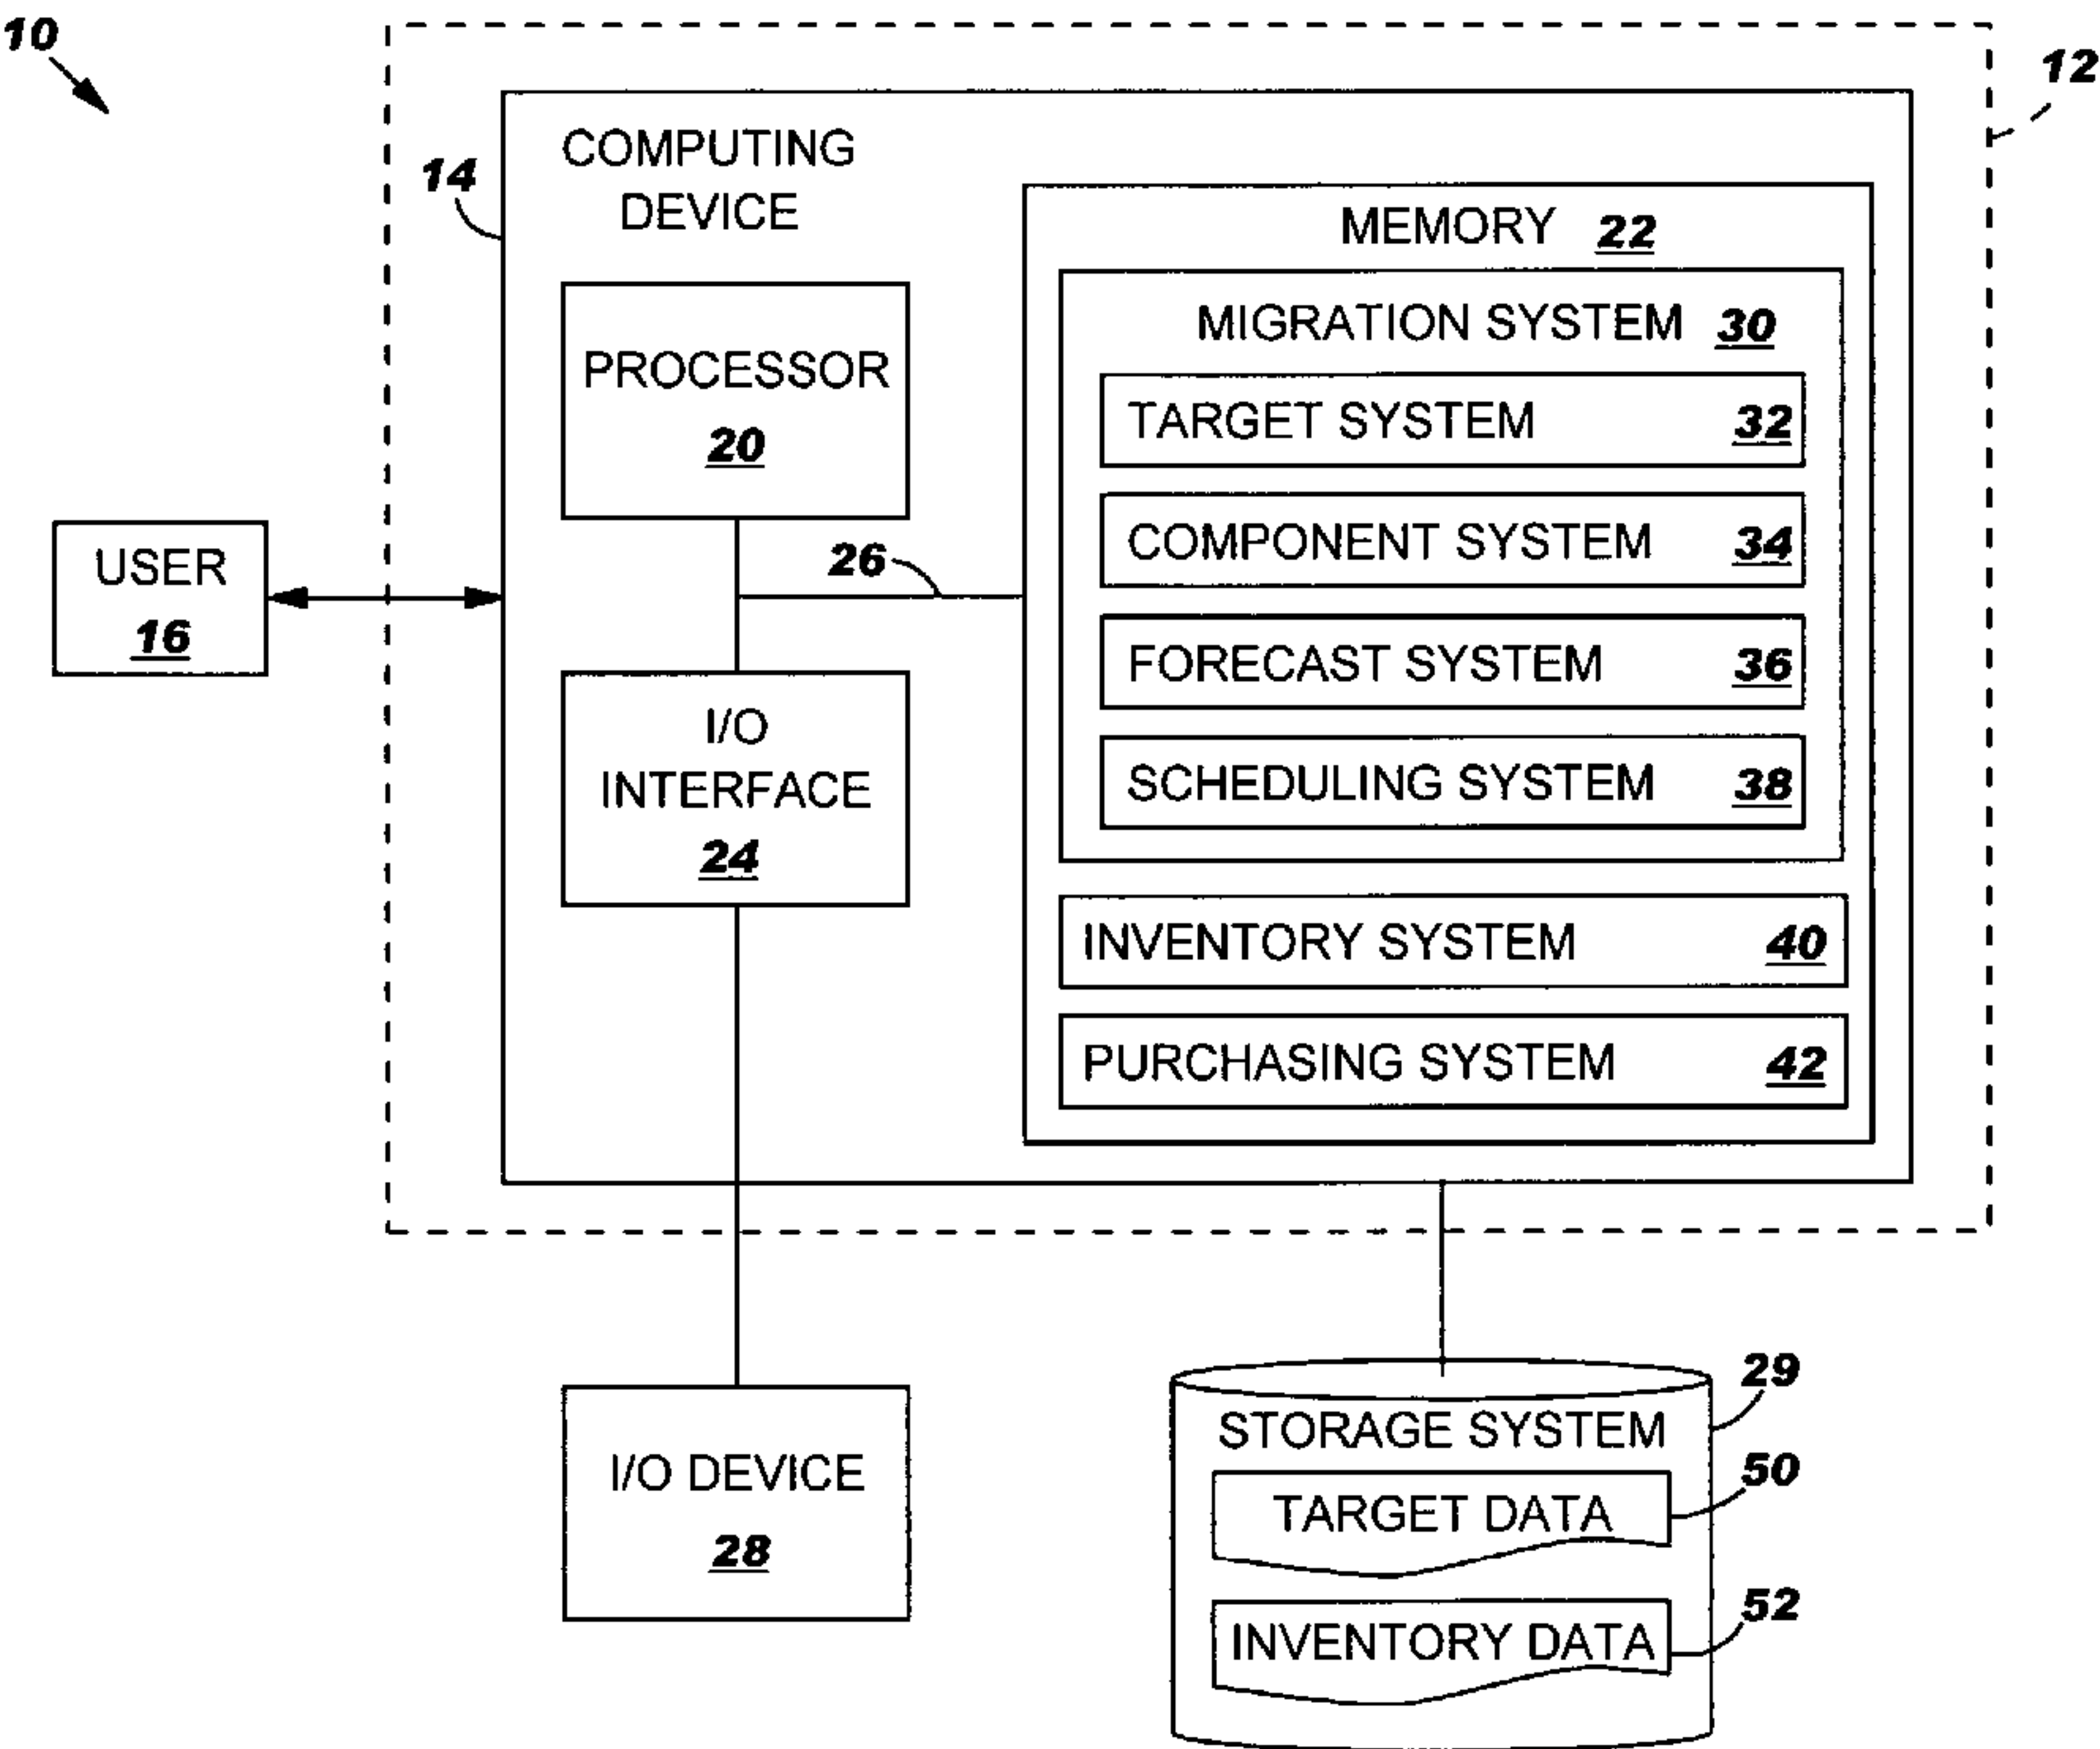 10
12
14
COMPUTING
DEVICE
PROCESSOR
20
MEMORY 22
MIGRATION SYSTEM 30
TARGET SYSTEM 32
COMPONENT SYSTEM 34
FORECAST SYSTEM 36
SCHEDULING SYSTEM 38
INVENTORY SYSTEM 40
PURCHASING SYSTEM 42
USER
16
26
I/O
INTERFACE
24
I/O DEVICE
28
29
STORAGE SYSTEM
50
TARGET DATA
52
INVENTORY DATA